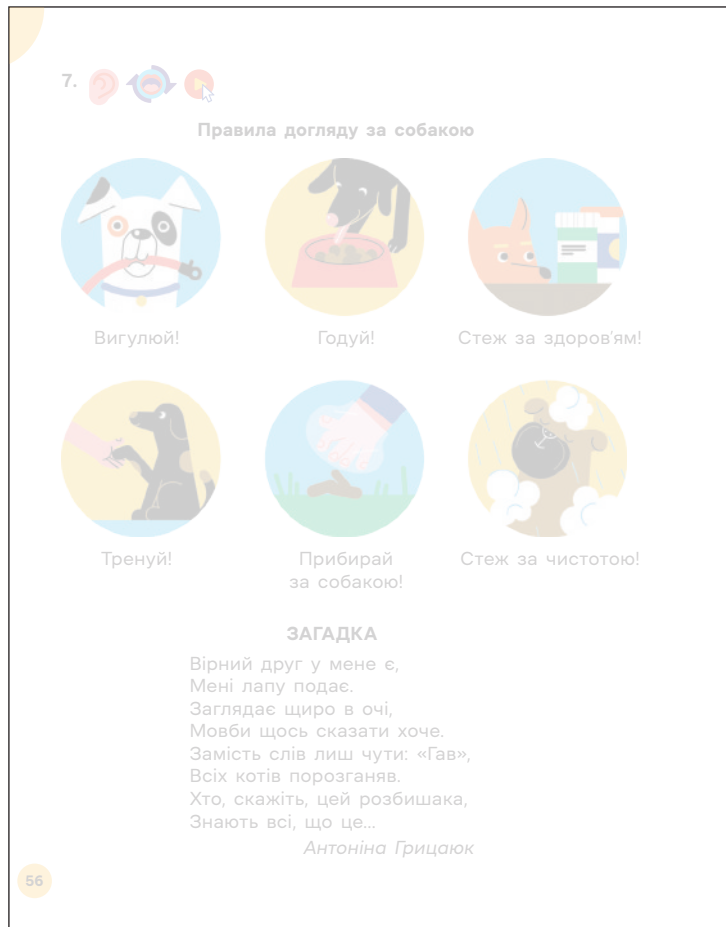 7.
Правила догляду за собакою
Вигулюй!
Годуй!
Стеж за здоров'ям!
Тренуй!
Прибирай
за собакою!
Стеж за чистотою!
ЗАГАДКА
Вірний друг у мене є,
Мені лапу подає.
Заглядає щиро в очі,
Мовби щось сказати хоче.
Замість слів лиш чути: «Гав»,
Всіх котів порозганяв.
Хто, скажіть, цей розбишака,
Знають всі, що це...
Антоніна Грицаюк
56